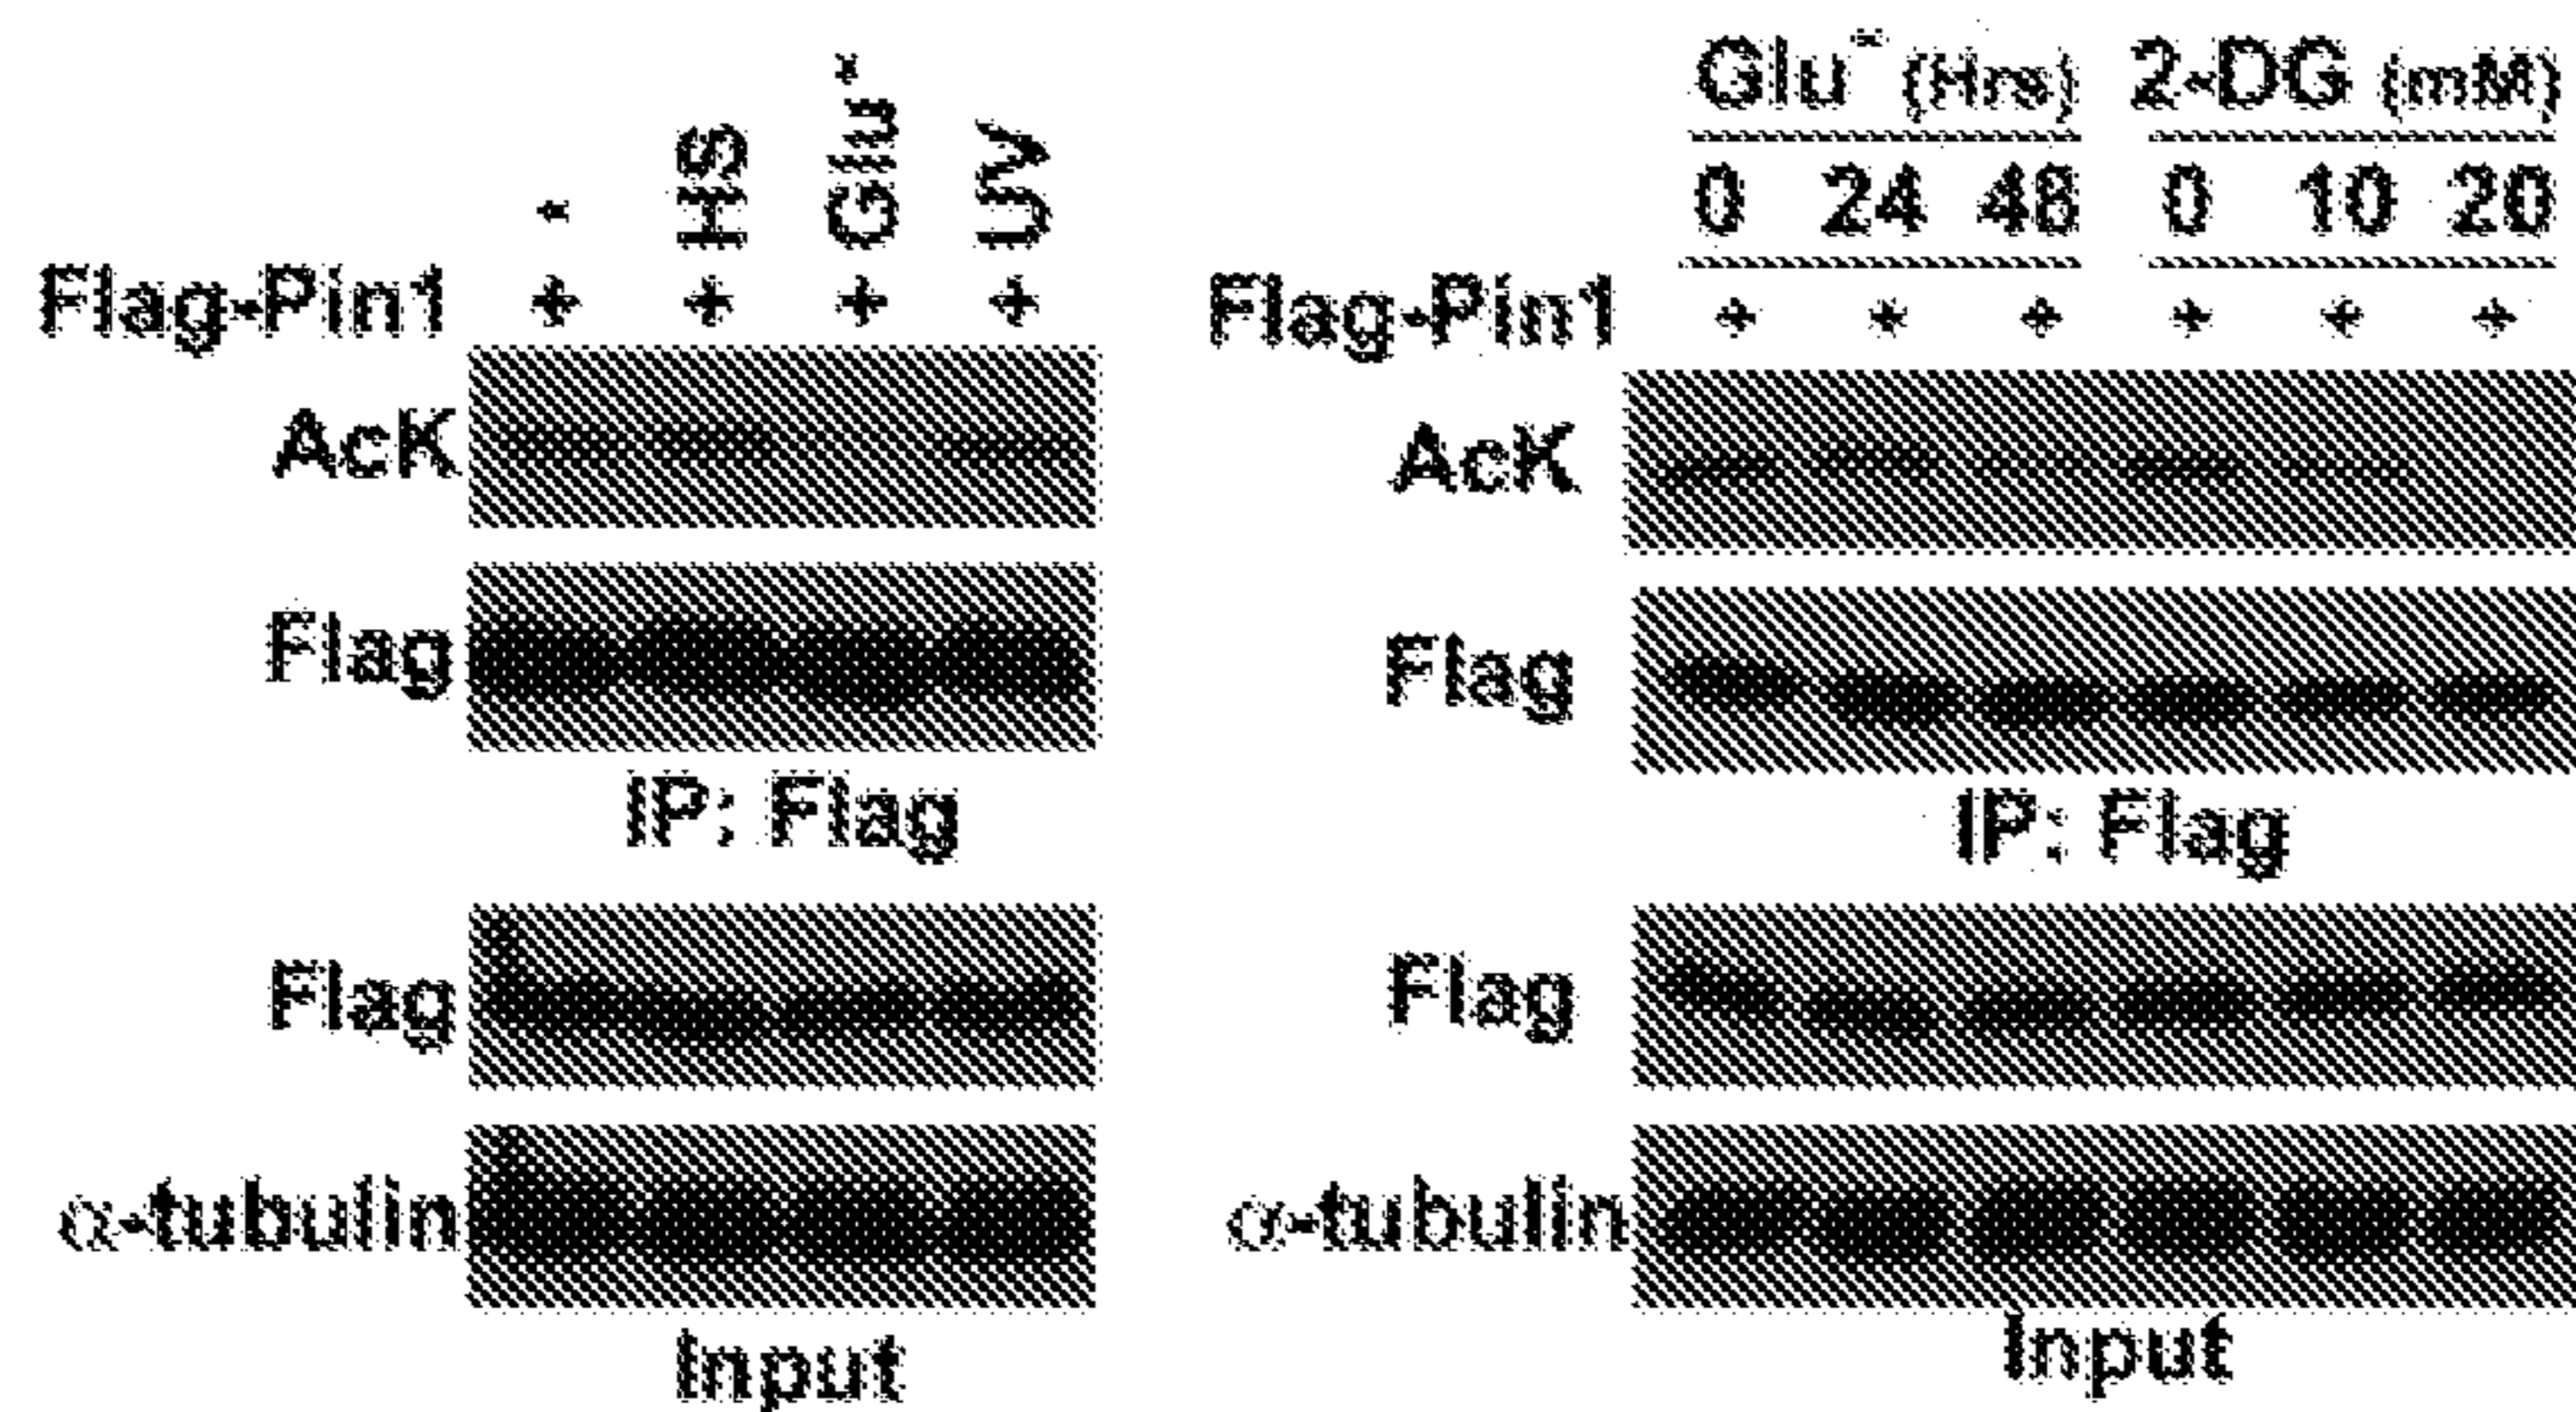 - HS Glu- UV
Flag-Pin1 + + + +
AcK
Flag
IP: Flag
Flag
α-tubulin
Input
Glu- (Hrs) 2-DG (mM)
0 24 48 0 10 20
Flag-Pin1 + + + + + +
AcK
Flag
IP: Flag
Flag
α-tubulin
Input